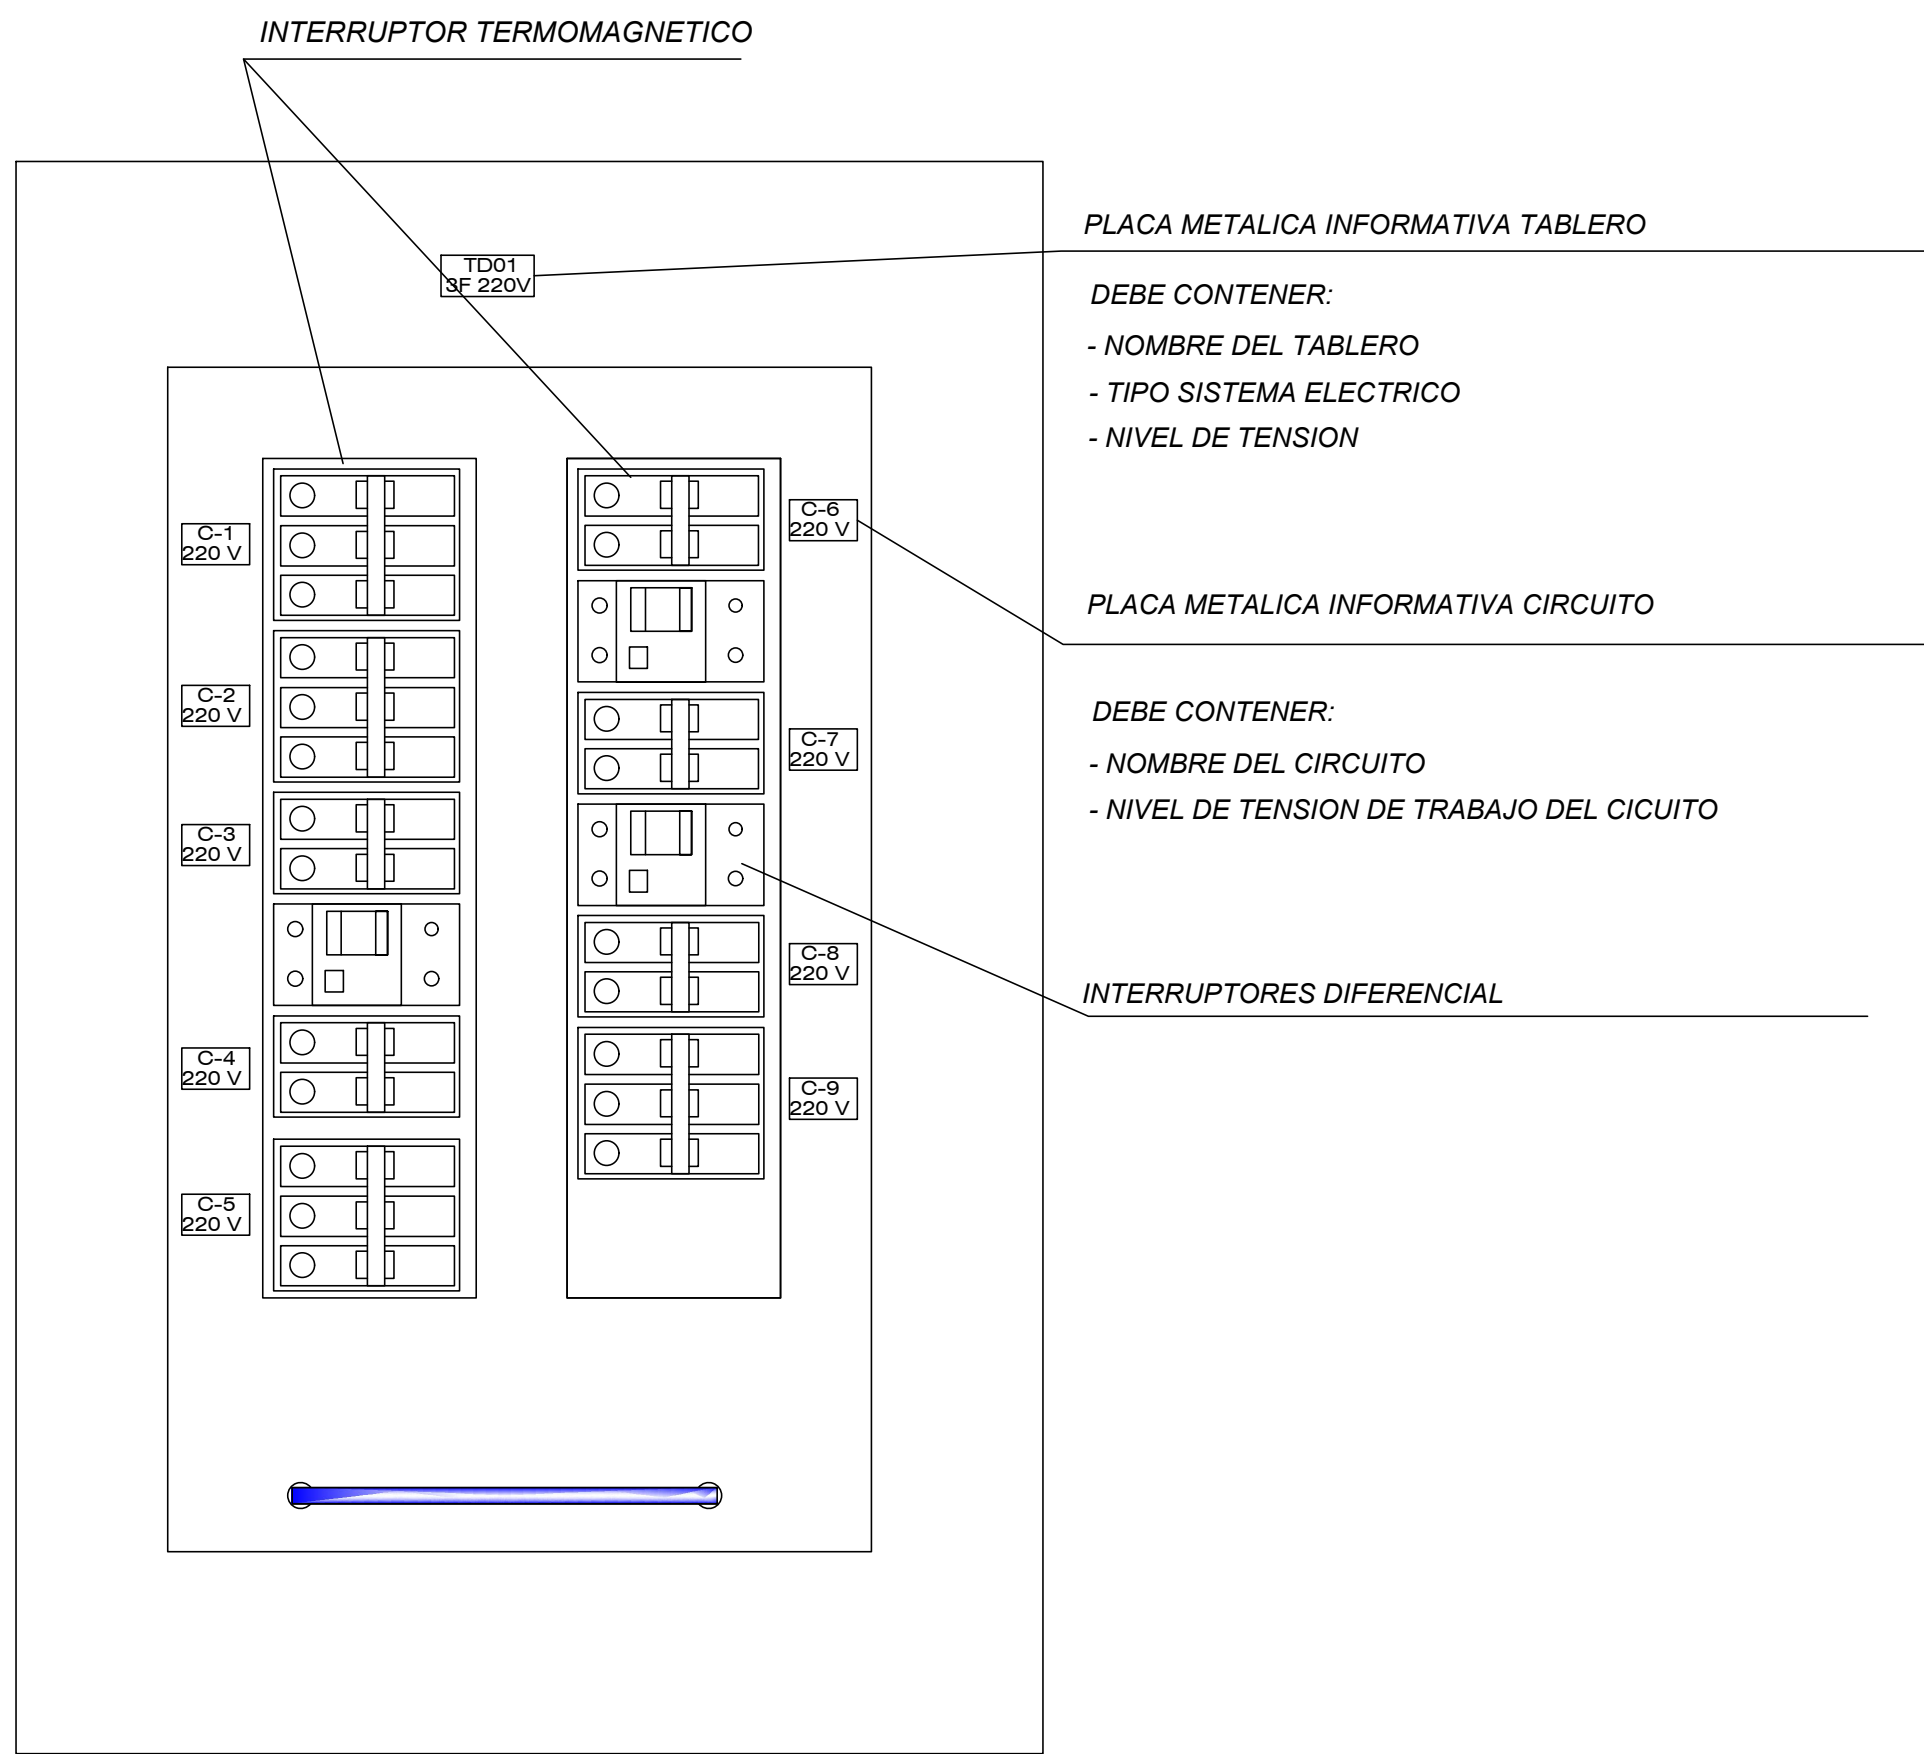 INTERRUPTOR TERMOMAGNETICO
TD01
3F 220V
PLACA METALICA INFORMATIVA TABLERO
DEBE CONTENER:
- NOMBRE DEL TABLERO
- TIPO SISTEMA ELECTRICO
- NIVEL DE TENSION
C-1
220 V
C-2
220 V
C-3
220 V
C-4
220 V
C-5
220 V
C-6
220 V
C-7
220 V
C-8
220 V
C-9
220 V
PLACA METALICA INFORMATIVA CIRCUITO
DEBE CONTENER:
- NOMBRE DEL CIRCUITO
- NIVEL DE TENSION DE TRABAJO DEL CICUITO
INTERRUPTORES DIFERENCIAL